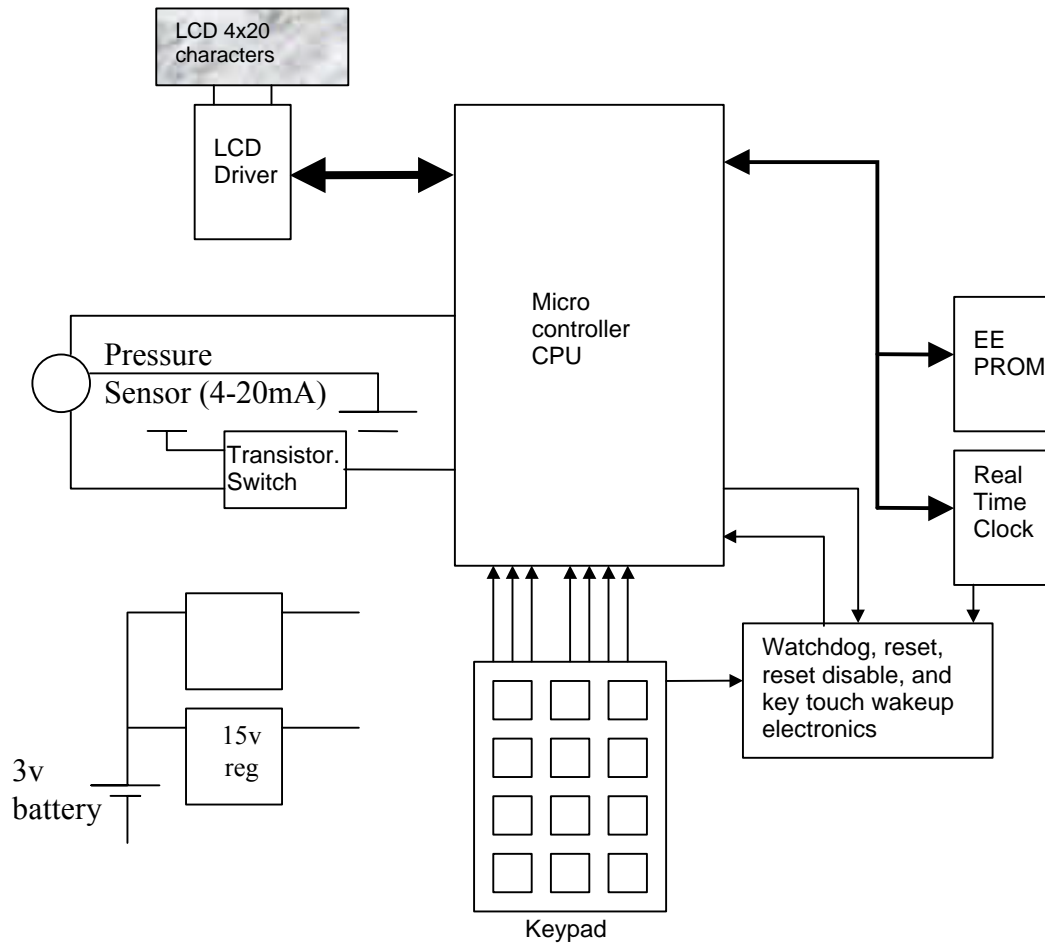 LCD 4x20
characters
LCD
Driver
Micro
controller
CPU
EE
PROM
Pressure
Sensor (4-20mA)
Transistor.
Switch
Real
Time
Clock
Watchdog, reset,
reset disable, and
key touch wakeup
electronics
15v
reg
3v
battery
Keypad